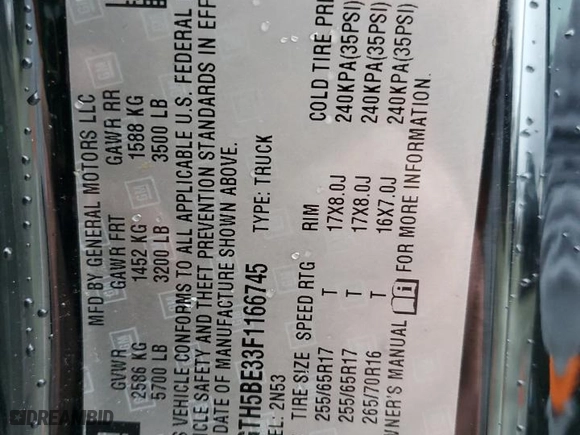 MFD BY GENERAL MOTORS LLC
GVWR GAWR FRT GAWR RR
2586 KG 1452 KG 1588 KG
5700 LB 3200 LB 3500 LB
S VEHICLE CONFORMS TO ALL APPLICABLE U.S. FEDERAL
ICLE SAFETY AND THEFT PREVENTION STANDARDS IN EFF
DATE OF MANUFACTURE SHOWN ABOVE.
GTH5BE33F1166745 TYPE: TRUCK
EL: 2N53
TIRE SIZE SPEED RTG RIM COLD TIRE PR
255/65R17 T 17X8.0J 240KPA(35PSI)
255/65R17 T 17X8.0J 240KPA(35PSI)
265/70R16 T 16X7.0J 240KPA(35PSI)
NER'S MANUAL FOR MORE INFORMATION.
GM
DREAMBID